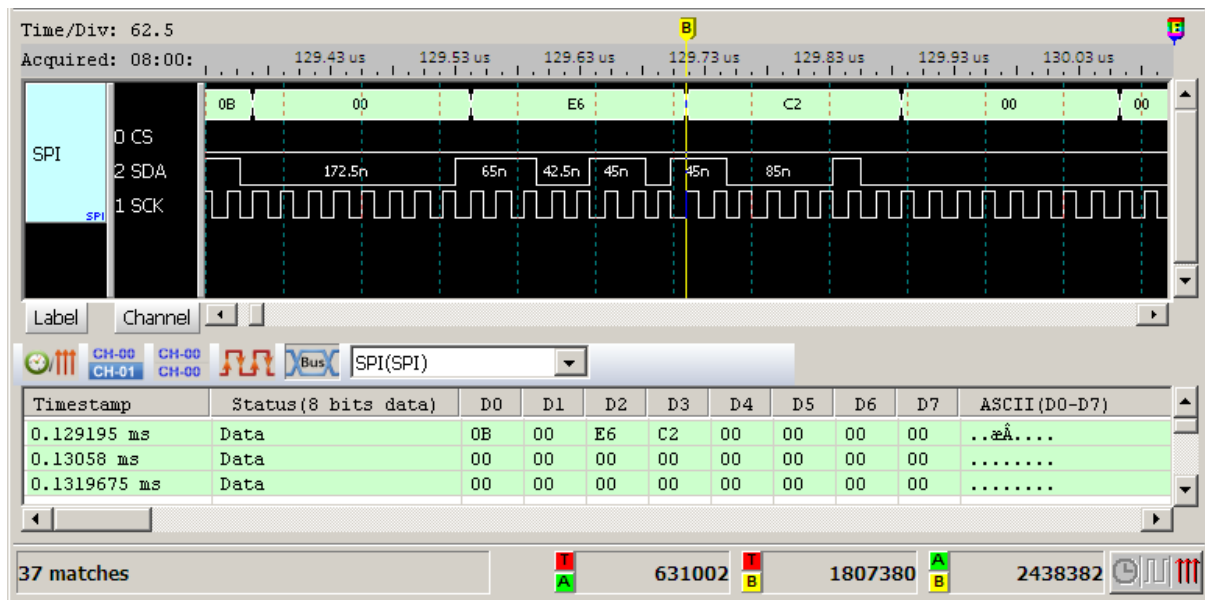 Time/Div: 62.5
B
Acquired: 08:00:
129.43 us 129.53 us 129.63 us 129.73 us 129.83 us 129.93 us 130.03 us
0B 00 E6 C2 00 00
SPI
0 CS
2 SDA 172.5n 65n 42.5n 45n 45n 85n
1 SCK
SPI
Label Channel
CH-00 CH-01 CH-00 CH-00 Bus SPI(SPI)
Timestamp Status(8 bits data) D0 D1 D2 D3 D4 D5 D6 D7 ASCII(D0-D7)
0.129195 ms Data 0B 00 E6 C2 00 00 00 00 ..æÂ....
0.13058 ms Data 00 00 00 00 00 00 00 00 ........
0.1319675 ms Data 00 00 00 00 00 00 00 00 ........
37 matches T A 631002 T B 1807380 A B 2438382